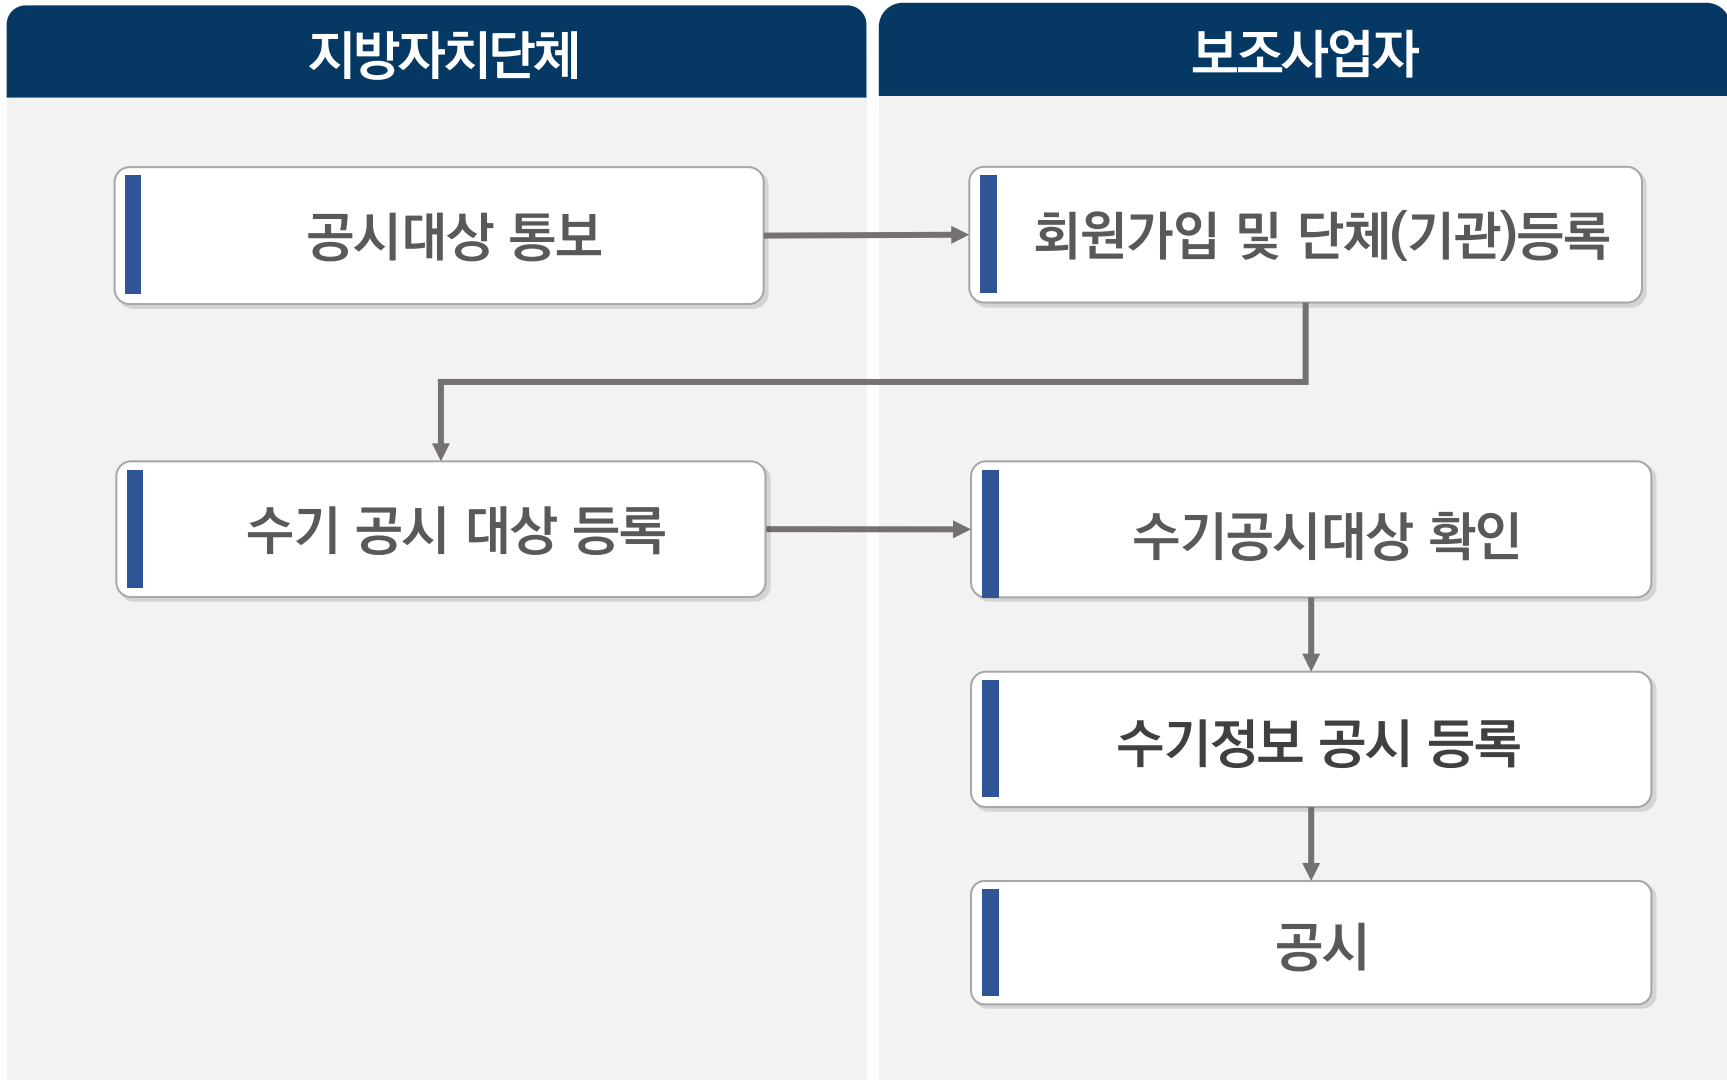 지방자치단체
보조사업자
공시대상 통보
회원가입 및 단체(기관)등록
수기 공시 대상 등록
수기공시대상 확인
수기정보 공시 등록
공시